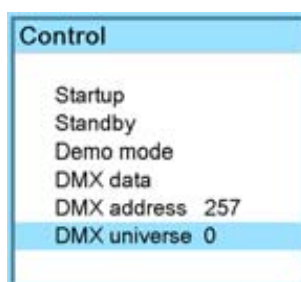 Control
Startup
Standby
Demo mode
DMX data
DMX address 257
DMX universe 0